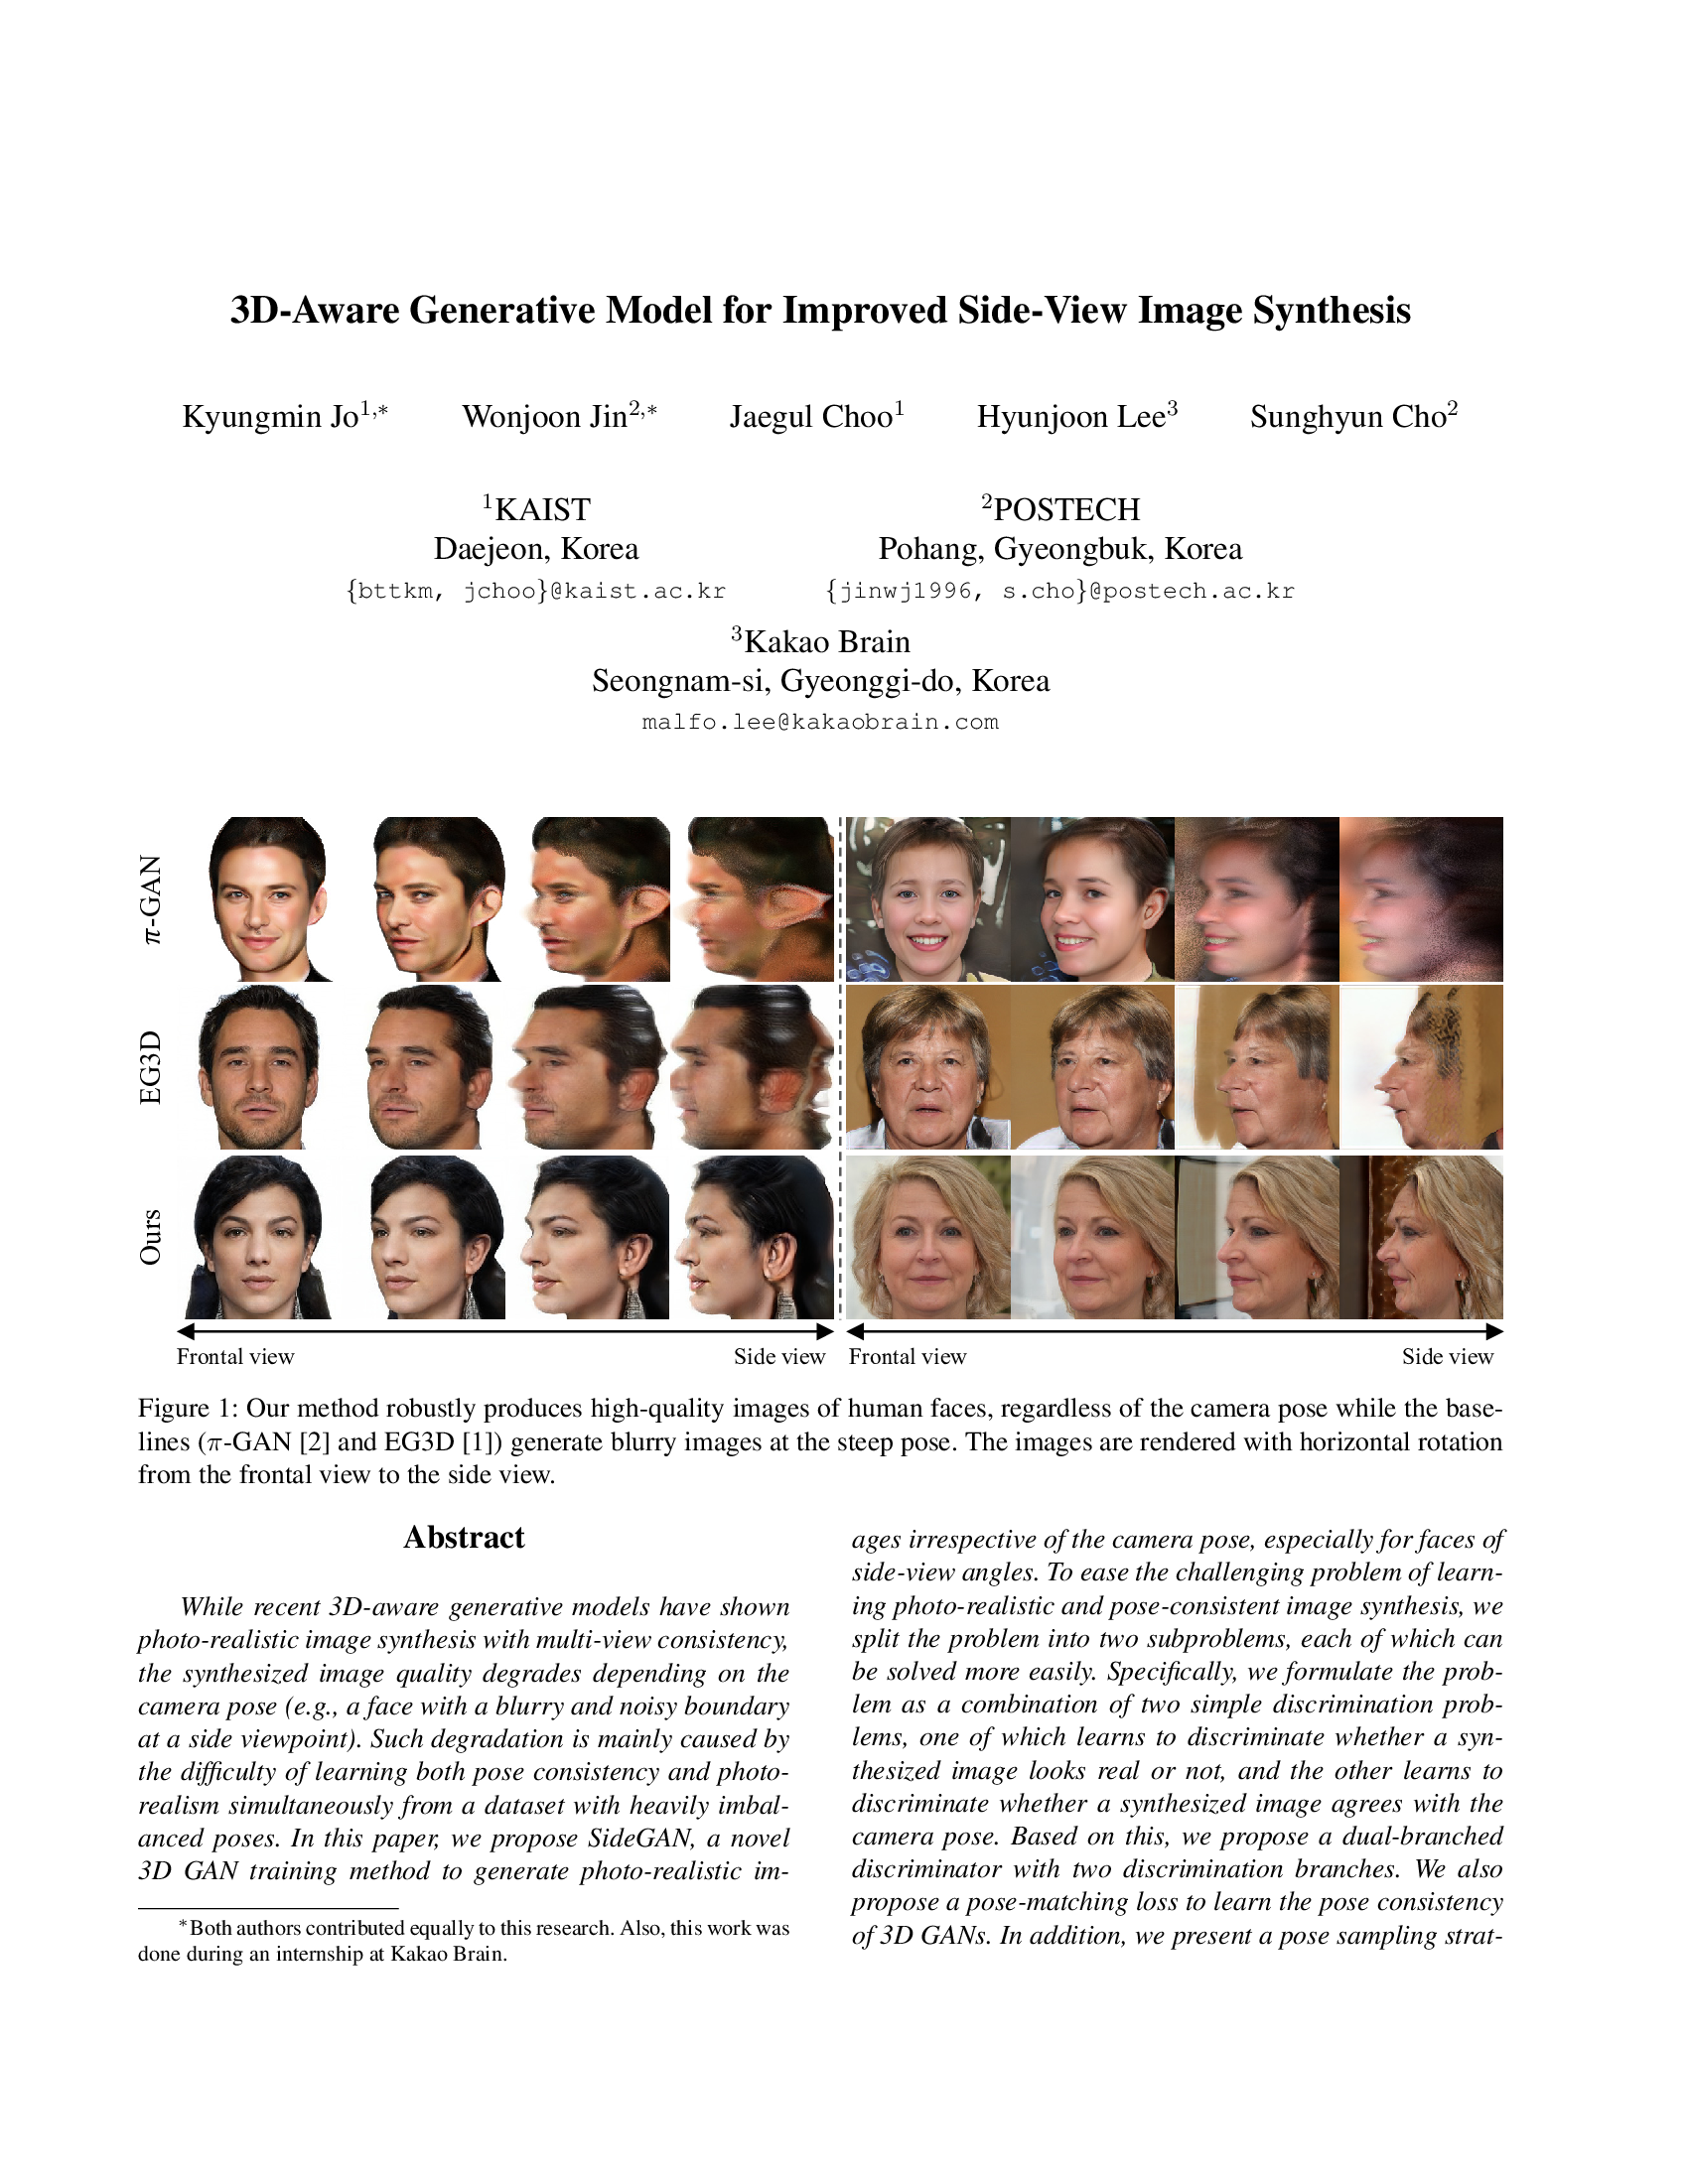 3D-Aware Generative Model for Improved Side-View Image Synthesis
Kyungmin Jo1,* Wonjoon Jin2,* Jaegul Choo1 Hyunjoon Lee3 Sunghyun Cho2
1KAIST 2POSTECH
Daejeon, Korea Pohang, Gyeongbuk, Korea
{bttkm, jchoo}@kaist.ac.kr {jinwj1996, s.cho}@postech.ac.kr
3Kakao Brain
Seongnam-si, Gyeonggi-do, Korea
malfo.lee@kakaobrain.com
π-GAN
EG3D
Ours
Frontal view Side view Frontal view Side view
Figure 1: Our method robustly produces high-quality images of human faces, regardless of the camera pose while the base-
lines (π-GAN [2] and EG3D [1]) generate blurry images at the steep pose. The images are rendered with horizontal rotation
from the frontal view to the side view.
Abstract
While recent 3D-aware generative models have shown
photo-realistic image synthesis with multi-view consistency,
the synthesized image quality degrades depending on the
camera pose (e.g., a face with a blurry and noisy boundary
at a side viewpoint). Such degradation is mainly caused by
the difficulty of learning both pose consistency and photo-
realism simultaneously from a dataset with heavily imbal-
anced poses. In this paper, we propose SideGAN, a novel
3D GAN training method to generate photo-realistic im-
*Both authors contributed equally to this research. Also, this work was
done during an internship at Kakao Brain.
ages irrespective of the camera pose, especially for faces of
side-view angles. To ease the challenging problem of learn-
ing photo-realistic and pose-consistent image synthesis, we
split the problem into two subproblems, each of which can
be solved more easily. Specifically, we formulate the prob-
lem as a combination of two simple discrimination prob-
lems, one of which learns to discriminate whether a syn-
thesized image looks real or not, and the other learns to
discriminate whether a synthesized image agrees with the
camera pose. Based on this, we propose a dual-branched
discriminator with two discrimination branches. We also
propose a pose-matching loss to learn the pose consistency
of 3D GANs. In addition, we present a pose sampling strat-